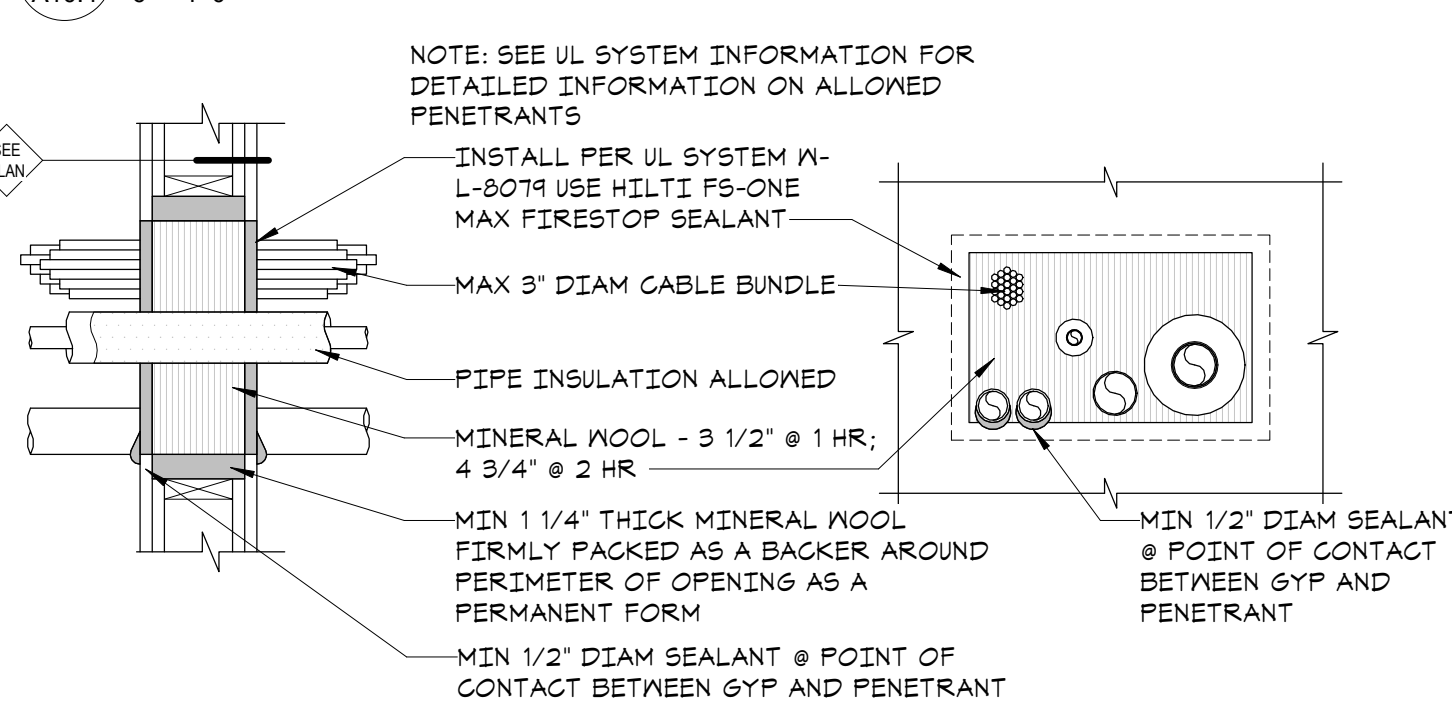 NOTE: SEE UL SYSTEM INFORMATION FOR
DETAILED INFORMATION ON ALLOWED
PENETRANTS
INSTALL PER UL SYSTEM W-
L-8079 USE HILTI FS-ONE
MAX FIRESTOP SEALANT
MAX 3" DIAM CABLE BUNDLE
PIPE INSULATION ALLOWED
MINERAL WOOL - 3 1/2" @ 1 HR;
4 3/4" @ 2 HR
MIN 1 1/4" THICK MINERAL WOOL
FIRMLY PACKED AS A BACKER AROUND
PERIMETER OF OPENING AS A
PERMANENT FORM
MIN 1/2" DIAM SEALANT @ POINT OF
CONTACT BETWEEN GYP AND PENETRANT
MIN 1/2" DIAM SEALANT
@ POINT OF CONTACT
BETWEEN GYP AND
PENETRANT